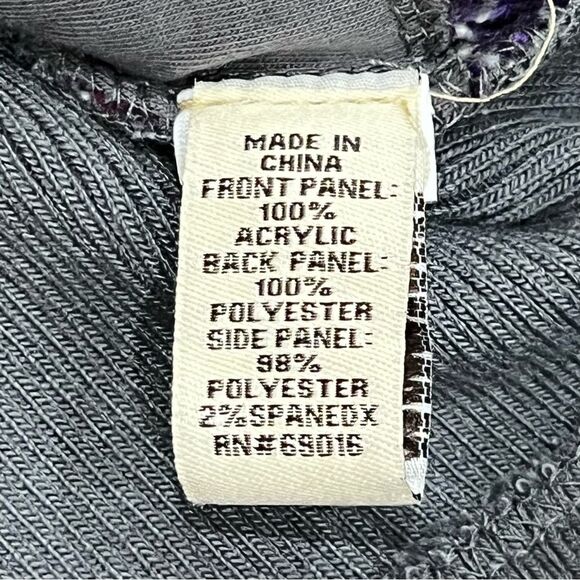 MADE IN
CHINA
FRONT PANEL:
100%
ACRYLIC
BACK PANEL:
100%
POLYESTER
SIDE PANEL:
98%
POLYESTER
2%SPANEDX
RN#69016